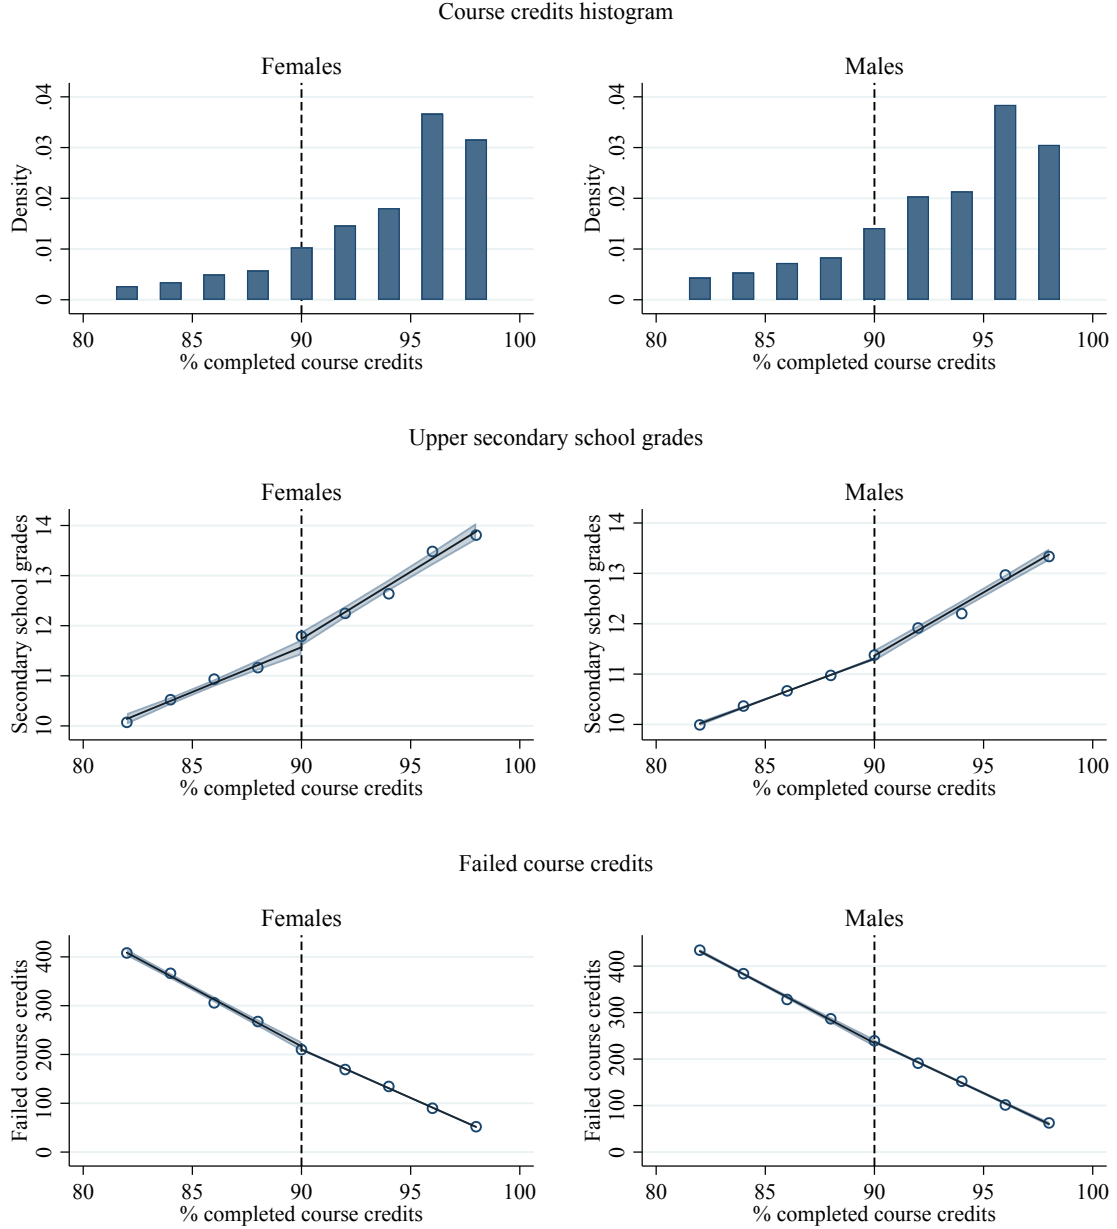 Course credits histogram
Females
Males
Density
.04
.03
.02
.01
0
80 85 90 95 100
% completed course credits
Density
.04
.03
.02
.01
0
80 85 90 95 100
% completed course credits
Upper secondary school grades
Females
Males
Secondary school grades
14
13
12
11
10
80 85 90 95 100
% completed course credits
Secondary school grades
14
13
12
11
10
80 85 90 95 100
% completed course credits
Failed course credits
Females
Males
Failed course credits
400
300
200
100
0
80 85 90 95 100
% completed course credits
Failed course credits
400
300
200
100
0
80 85 90 95 100
% completed course credits